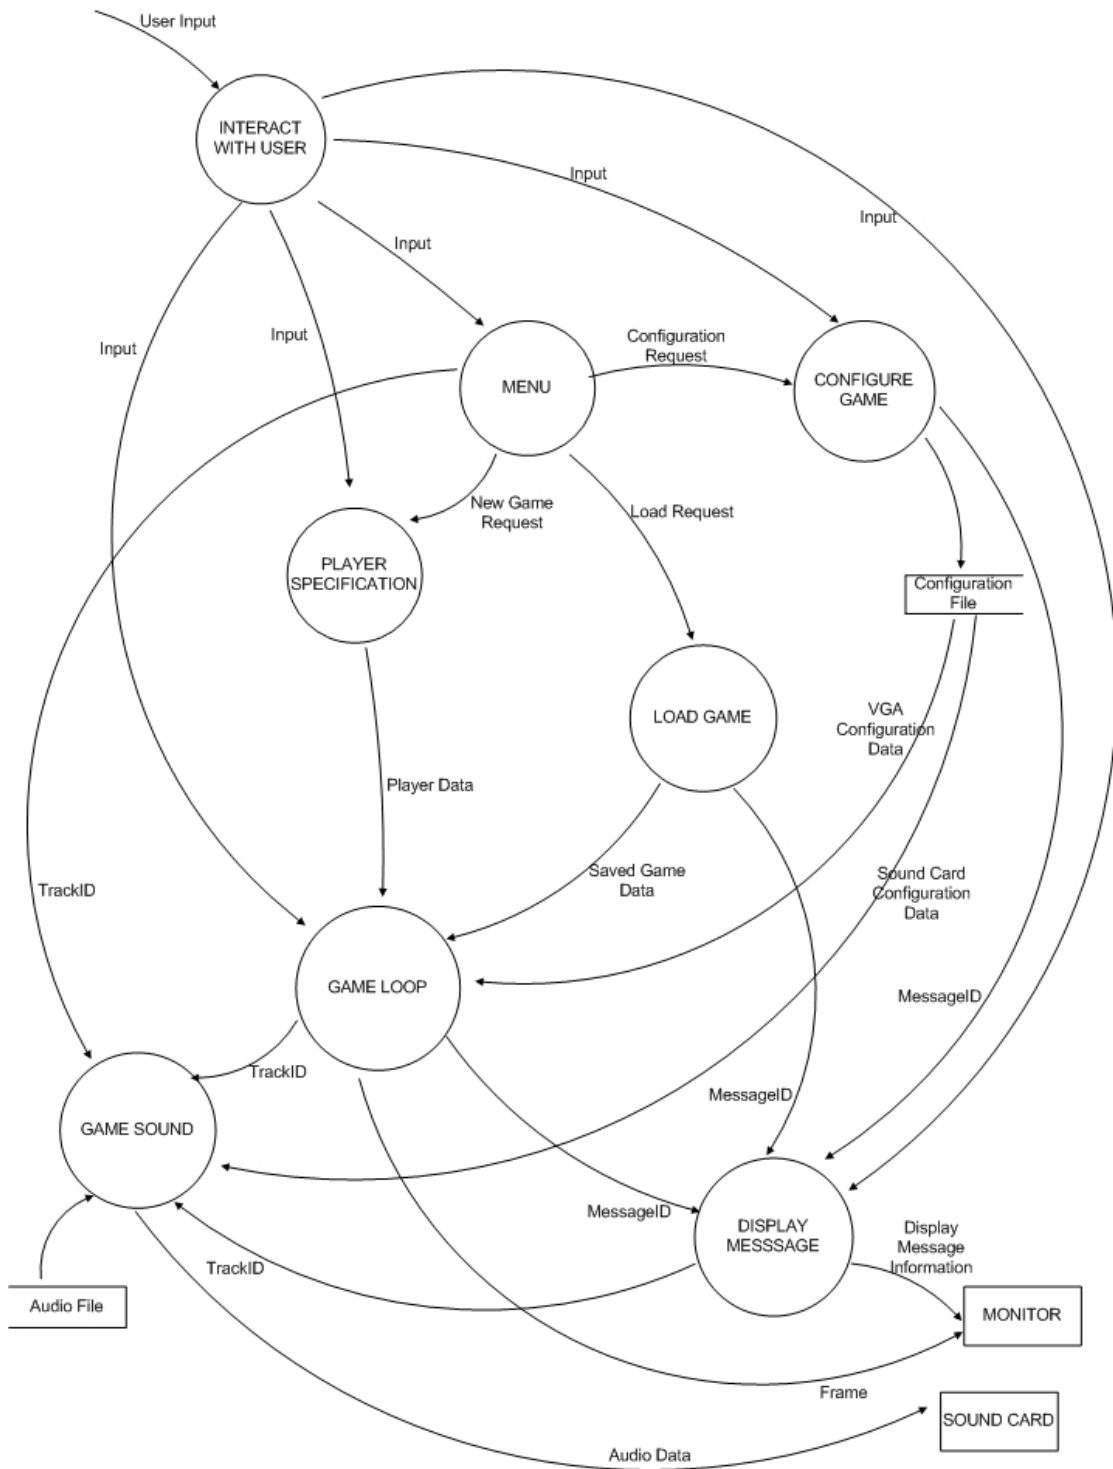 User Input
INTERACT
WITH USER
Input
Input
Input
Input
Input
Configuration
Request
MENU
CONFIGURE
GAME
New Game
Request
Load Request
PLAYER
SPECIFICATION
Configuration
File
LOAD GAME
VGA
Configuration
Data
Player Data
Saved Game
Data
Sound Card
Configuration
Data
TrackID
GAME LOOP
MessageID
TrackID
MessageID
GAME SOUND
MessageID
DISPLAY
MESSSAGE
Display
Message
Information
TrackID
Audio File
MONITOR
Frame
SOUND CARD
Audio Data